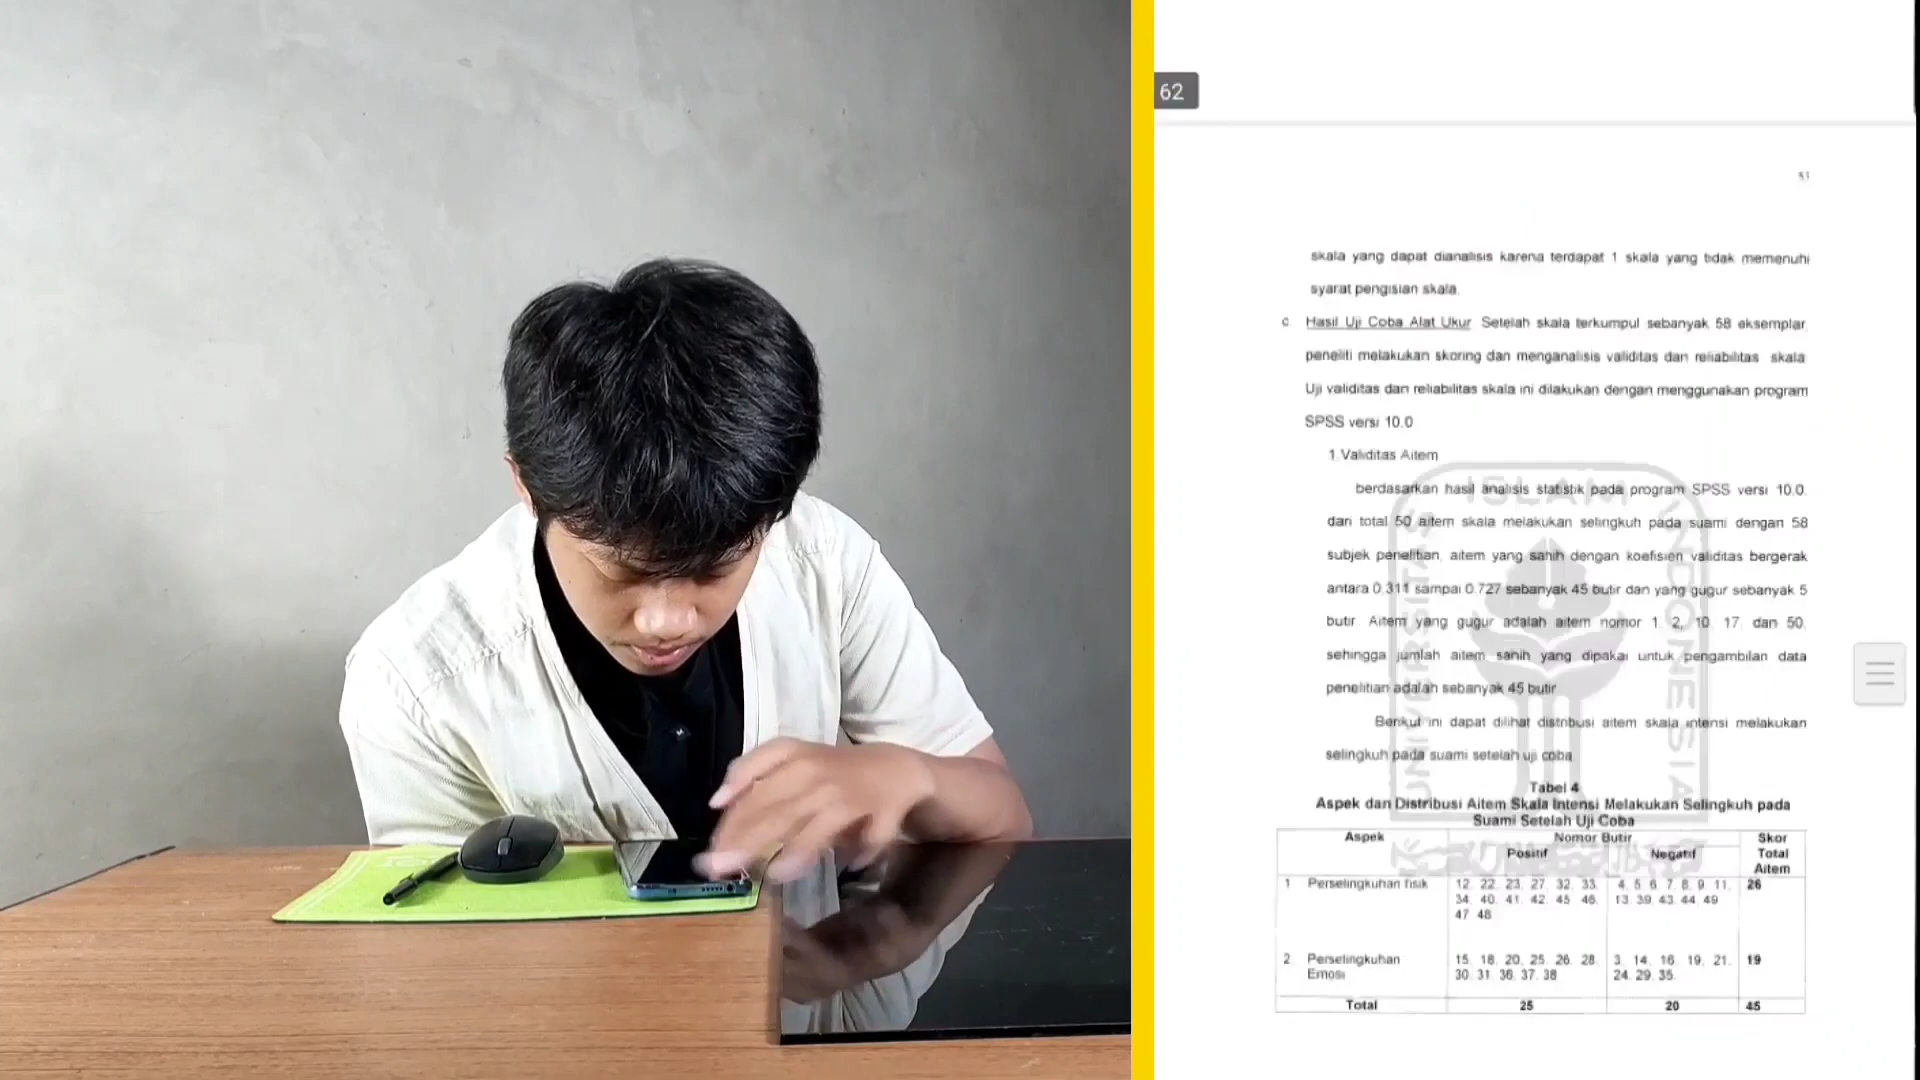 62
51
skala yang dapat dianalisis karena terdapat 1 skala yang tidak memenuhi
syarat pengisian skala.
c. Hasil Uji Coba Alat Ukur Setelah skala terkumpul sebanyak 58 eksemplar,
peneliti melakukan skoring dan menganalisis validitas dan reliabilitas skala
Uji validitas dan reliabilitas skala ini dilakukan dengan menggunakan program
SPSS versi 10.0
1.Validitas Aitem
berdasarkan hasil analisis statistik pada program SPSS versi 10.0.
dari total 50 aitem skala melakukan selingkuh pada suami dengan 58
subjek penelitian, aitem yang sahih dengan koefisien validitas bergerak
antara 0.311 sampai 0.727 sebanyak 45 butir dan yang gugur sebanyak 5
butir. Aitem yang gugur adalah aitem nomor 1, 2, 10, 17, dan 50,
sehingga jumlah aitem sahih yang dipakai untuk pengambilan data
penelitian adalah sebanyak 45 butir
Berikut ini dapat dilihat distribusi aitem skala intensi melakukan
selingkuh pada suami setelah uji coba
Tabel 4
Aspek dan Distribusi Aitem Skala Intensi Melakukan Selingkuh pada
Suami Setelah Uji Coba
Aspek Nomor Butir Skor
Positif Negatif Total
Aitem
1 Perselingkuhan fisik 12, 22, 23, 27, 32, 33, 4, 5, 6, 7, 8, 9, 11, 26
34, 40, 41, 42, 45, 46, 13, 39, 43, 44, 49
47, 48
2 Perselingkuhan 15, 18, 20, 25, 26, 28, 3, 14, 16, 19, 21, 19
Emosi 30, 31, 36, 37, 38 24, 29, 35.
Total 25 20 45
UNIVERSITAS ISLAM INDONESIA